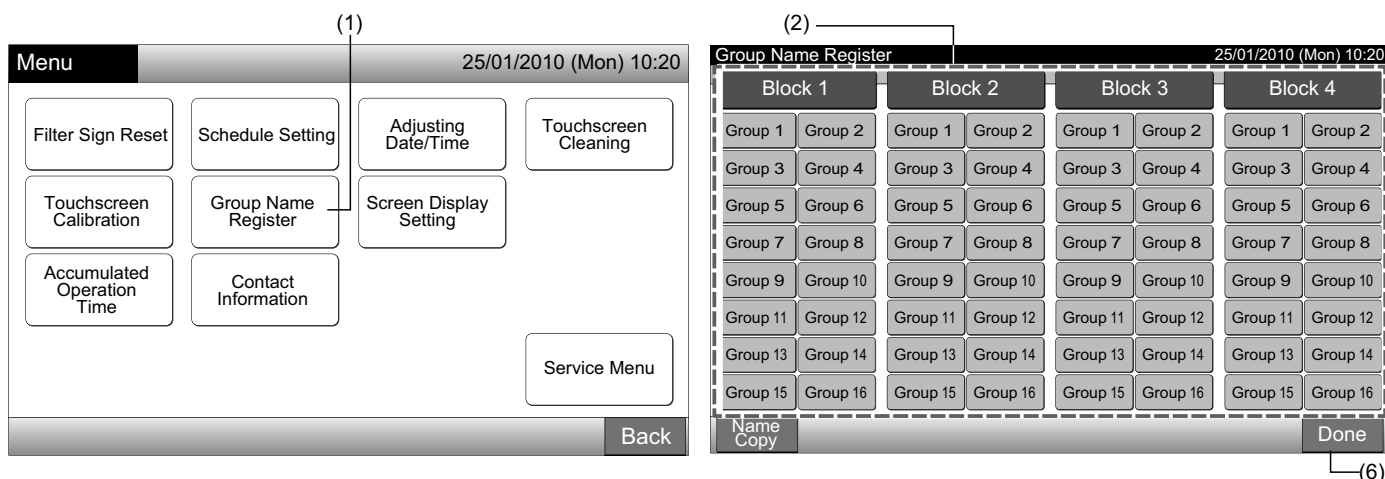 (1)
Menu 25/01/2010 (Mon) 10:20
Filter Sign Reset
Schedule Setting
Adjusting
Date/Time
Touchscreen
Cleaning
Touchscreen
Calibration
Group Name
Register
Screen Display
Setting
Accumulated
Operation
Time
Contact
Information
Service Menu
Back
(2)
Group Name Register 25/01/2010 (Mon) 10:20
Block 1 Block 2 Block 3 Block 4
Group 1 Group 2 Group 1 Group 2 Group 1 Group 2 Group 1 Group 2
Group 3 Group 4 Group 3 Group 4 Group 3 Group 4 Group 3 Group 4
Group 5 Group 6 Group 5 Group 6 Group 5 Group 6 Group 5 Group 6
Group 7 Group 8 Group 7 Group 8 Group 7 Group 8 Group 7 Group 8
Group 9 Group 10 Group 9 Group 10 Group 9 Group 10 Group 9 Group 10
Group 11 Group 12 Group 11 Group 12 Group 11 Group 12 Group 11 Group 12
Group 13 Group 14 Group 13 Group 14 Group 13 Group 14 Group 13 Group 14
Group 15 Group 16 Group 15 Group 16 Group 15 Group 16 Group 15 Group 16
Name
Copy
Done
(6)